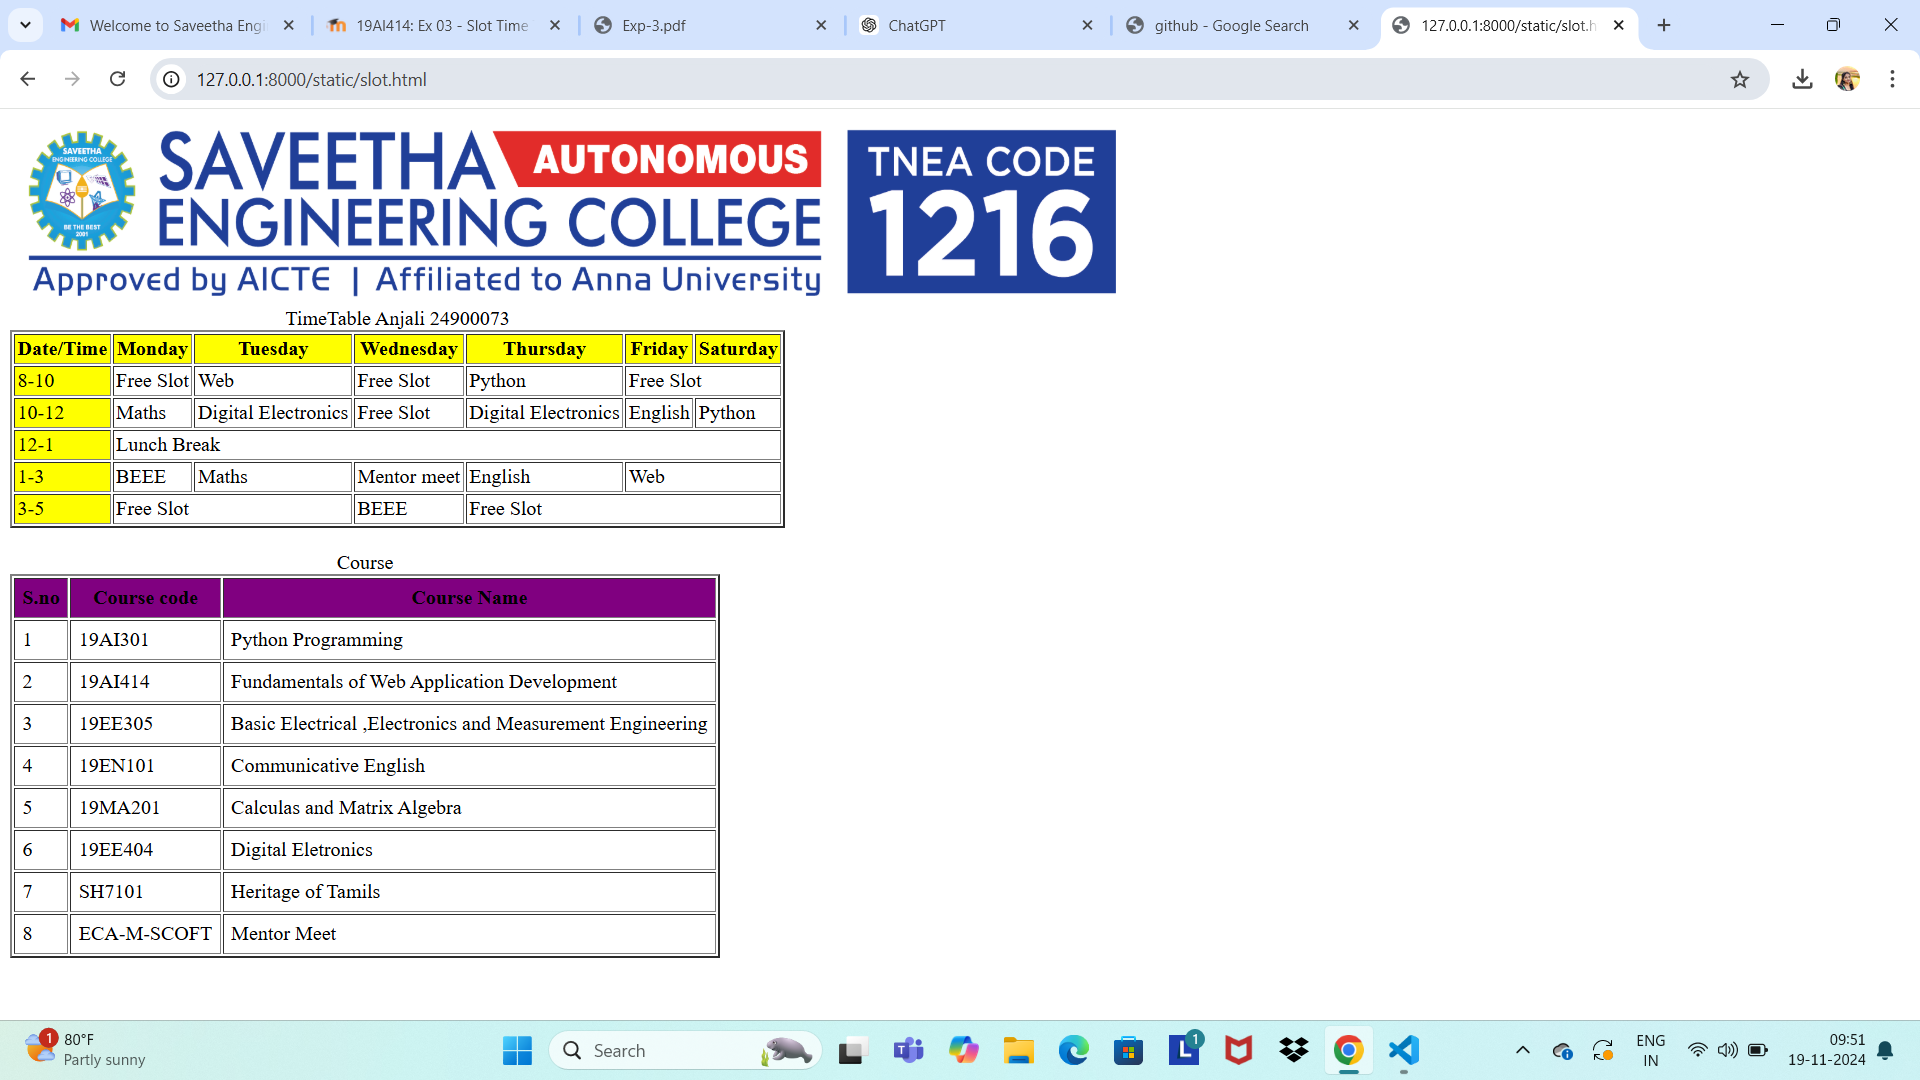 Welcome to Saveetha Engi
19AI414: Ex 03 - Slot Time
Exp-3.pdf
ChatGPT
github - Google Search
127.0.0.1:8000/static/slot.h
127.0.0.1:8000/static/slot.html
SAVEETHA
ENGINEERING COLLEGE
BE THE BEST
2001
SAVEETHA AUTONOMOUS
ENGINEERING COLLEGE
Approved by AICTE | Affiliated to Anna University
TNEA CODE
1216
TimeTable Anjali 24900073
Date/Time Monday Tuesday Wednesday Thursday Friday Saturday
8-10 Free Slot Web Free Slot Python Free Slot
10-12 Maths Digital Electronics Free Slot Digital Electronics English Python
12-1 Lunch Break
1-3 BEEE Maths Mentor meet English Web
3-5 Free Slot BEEE Free Slot
Course
S.no Course code Course Name
1 19AI301 Python Programming
2 19AI414 Fundamentals of Web Application Development
3 19EE305 Basic Electrical ,Electronics and Measurement Engineering
4 19EN101 Communicative English
5 19MA201 Calculas and Matrix Algebra
6 19EE404 Digital Eletronics
7 SH7101 Heritage of Tamils
8 ECA-M-SCOFT Mentor Meet
1
80°F
Partly sunny
Search
L
1
ENG
IN
09:51
19-11-2024